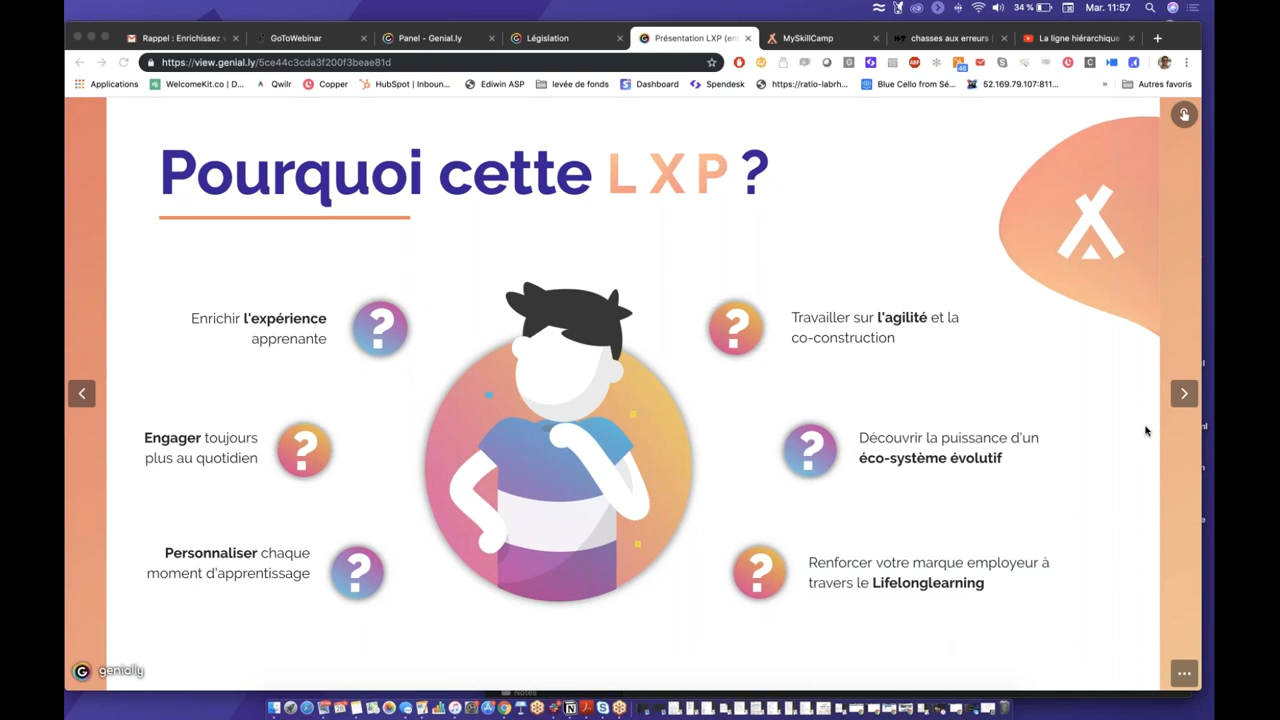 34 %
Mar. 11:57
Rappel : Enrichissez
GoToWebinar
Panel - Genial.ly
Législation
Présentation LXP (en
MySkillCamp
chasses aux erreurs
La ligne hiérarchique
https://view.genial.ly/5ce44c3cda3f200f3beae81d
Applications
WelcomeKit.co | D...
Qwilr
Copper
HubSpot | Inboun...
Ediwin ASP
levée de fonds
Dashboard
Spendesk
https://ratio-labrh...
Blue Cello from Sé...
52.169.79.107:811...
»
Autres favoris
Pourquoi cette LXP ?
Enrichir l'expérience
apprenante
?
?
Travailler sur l'agilité et la
co-construction
Engager toujours
plus au quotidien
?
?
Découvrir la puissance d'un
éco-système évolutif
Personnaliser chaque
moment d'apprentissage
?
?
Renforcer votre marque employeur à
travers le Lifelonglearning
genially
Notes